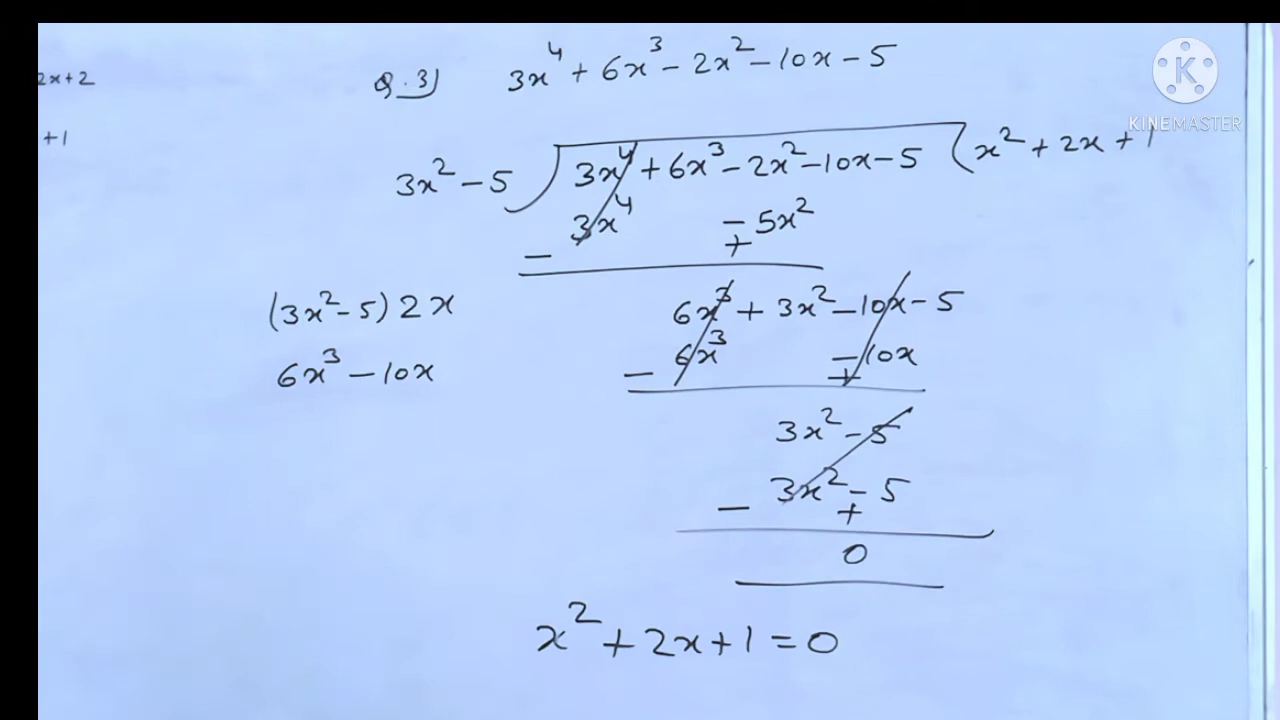 2x+2
+1
Q.3) 3x⁴ + 6x³ - 2x² - 10x - 5
3x² - 5 ) 3x⁴ + 6x³ - 2x² - 10x - 5 ( x² + 2x + 1
3x⁴ - 5x²
- +
(3x² - 5) 2x
6x³ - 10x
6x³ + 3x² - 10x - 5
6x³ - 10x
- +
3x² - 5
3x² - 5
- +
0
x² + 2x + 1 = 0
K
KINEMASTER